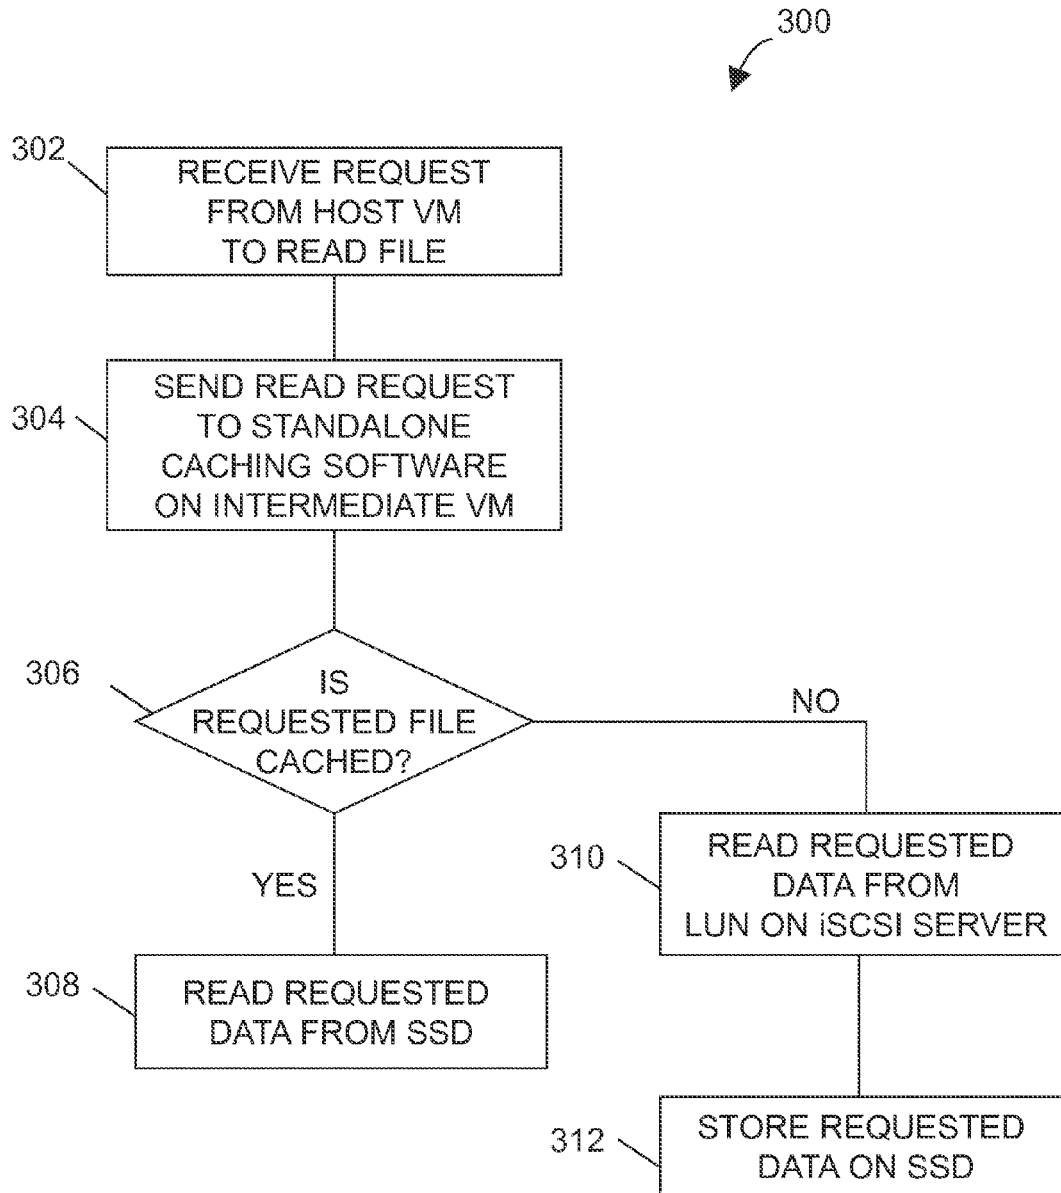 300
302
RECEIVE REQUEST
FROM HOST VM
TO READ FILE
304
SEND READ REQUEST
TO STANDALONE
CACHING SOFTWARE
ON INTERMEDIATE VM
306
IS
REQUESTED FILE
CACHED?
NO
YES
310
READ REQUESTED
DATA FROM
LUN ON iSCSI SERVER
308
READ REQUESTED
DATA FROM SSD
312
STORE REQUESTED
DATA ON SSD